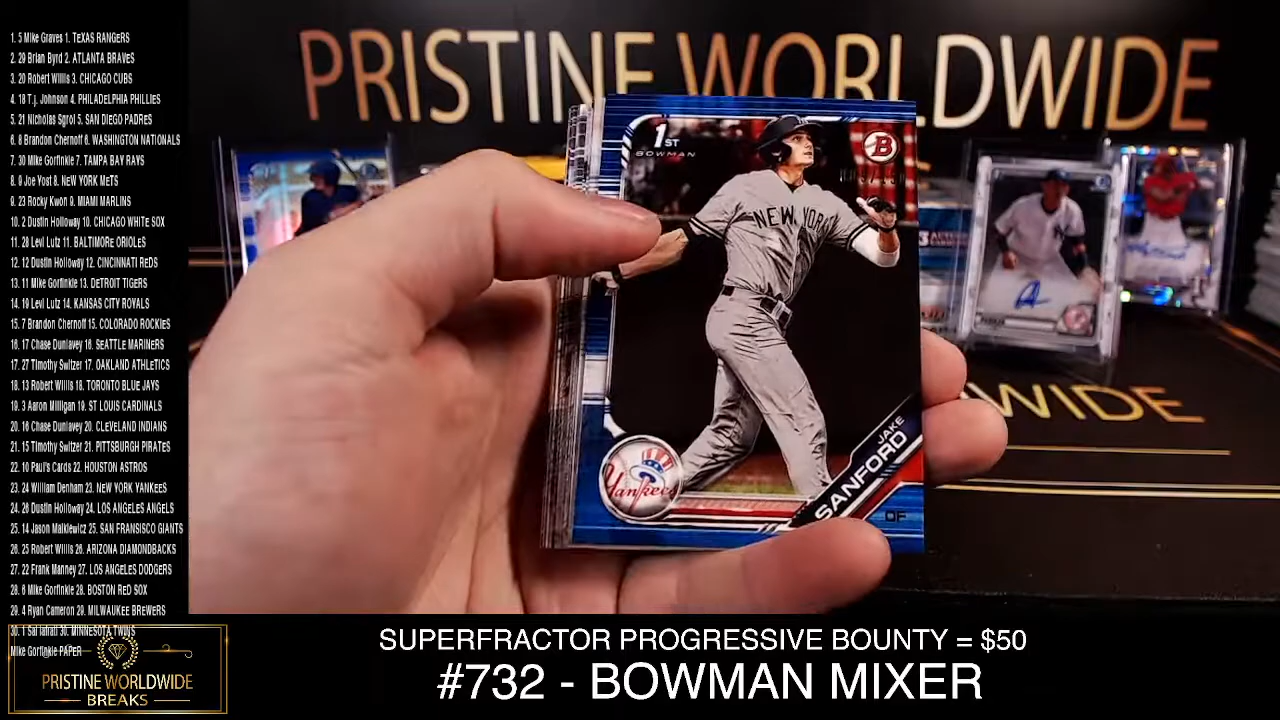 1. 5 Mike Graves 1. TEXAS RANGERS
2. 29 Brian Byrd 2. ATLANTA BRAVES
3. 20 Robert Willis 3. CHICAGO CUBS
4. 18 T.j. Johnson 4. PHILADELPHIA PHILLIES
5. 21 Nicholas Sgroi 5. SAN DIEGO PADRES
6. 8 Brandon Chernoff 6. WASHINGTON NATIONALS
7. 30 Mike Gorfinkle 7. TAMPA BAY RAYS
8. 9 Joe Yost 8. NEW YORK METS
9. 23 Rocky Kwon 9. MIAMI MARLINS
10. 2 Dustin Holloway 10. CHICAGO WHITE SOX
11. 28 Levi Lutz 11. BALTIMORE ORIOLES
12. 12 Dustin Holloway 12. CINCINNATI REDS
13. 11 Mike Gorfinkle 13. DETROIT TIGERS
14. 19 Levi Lutz 14. KANSAS CITY ROYALS
15. 7 Brandon Chernoff 15. COLORADO ROCKIES
16. 17 Chase Dunlavey 16. SEATTLE MARINERS
17. 27 Timothy Switzer 17. OAKLAND ATHLETICS
18. 13 Robert Willis 18. TORONTO BLUE JAYS
19. 3 Aaron Milligan 19. ST LOUIS CARDINALS
20. 16 Chase Dunlavey 20. CLEVELAND INDIANS
21. 15 Timothy Switzer 21. PITTSBURGH PIRATES
22. 10 Paul's Cards 22. HOUSTON ASTROS
23. 24 William Denham 23. NEW YORK YANKEES
24. 26 Dustin Holloway 24. LOS ANGELES ANGELS
25. 14 Jason Malkiewicz 25. SAN FRANSISCO GIANTS
26. 25 Robert Willis 26. ARIZONA DIAMONDBACKS
27. 22 Frank Manney 27. LOS ANGELES DODGERS
28. 6 Mike Gorfinkle 28. BOSTON RED SOX
29. 4 Ryan Cameron 29. MILWAUKEE BREWERS
30. 1 Sal 30. MINNESOTA TWINS
Mike Gorfinkle PAPER
PRISTINE WORLDWIDE
BREAKS
PRISTINE WORLDWIDE
1ST
BOWMAN
B
NEW YORK
Yankees
JAKE
SANFORD
OF
WIDE
SUPERFRACTOR PROGRESSIVE BOUNTY = $50
#732 - BOWMAN MIXER